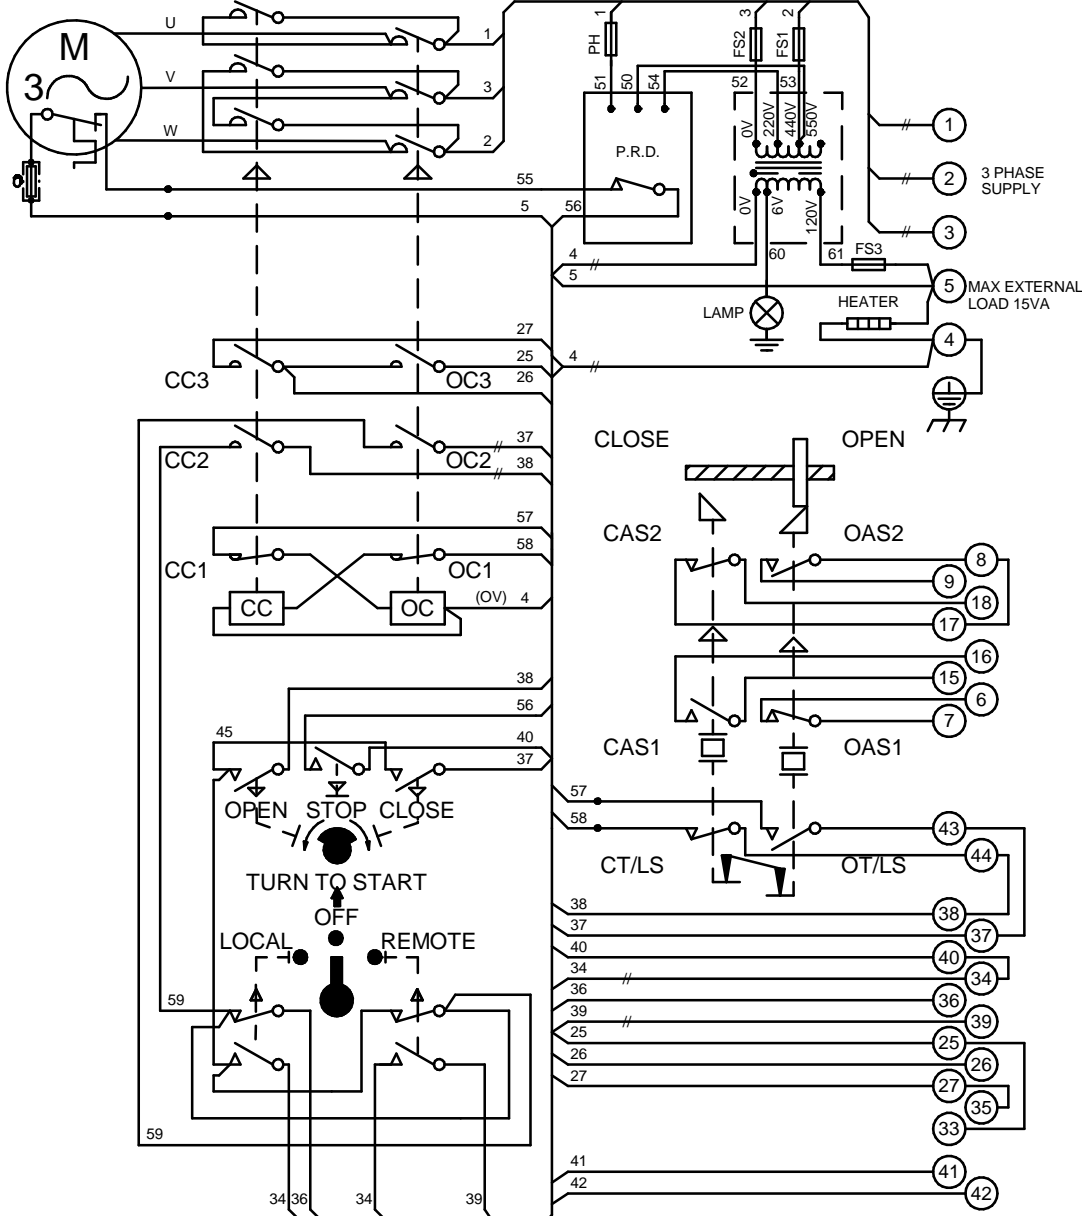 M
3
U
V
W
1
3
2
1
3
2
PH
FS2
FS1
51
50
54
52
53
0V
220V
440V
550V
P.R.D.
0V
6V
120V
55
5
56
4
5
60
61
FS3
LAMP
HEATER
1
2
3
3 PHASE
SUPPLY
5
MAX EXTERNAL
LOAD 15VA
4
4
27
25
26
CC3
OC3
37
38
CC2
OC2
57
58
CC1
OC1
CC
OC
(OV)
4
CLOSE
OPEN
CAS2
OAS2
8
9
18
17
16
15
6
7
CAS1
OAS1
38
56
45
40
37
OPEN
STOP
CLOSE
TURN TO START
OFF
LOCAL
REMOTE
57
58
43
44
CT/LS
OT/LS
38
38
37
37
40
40
34
34
36
36
39
39
25
25
26
26
27
27
35
33
41
41
42
42
59
59
34
36
34
39